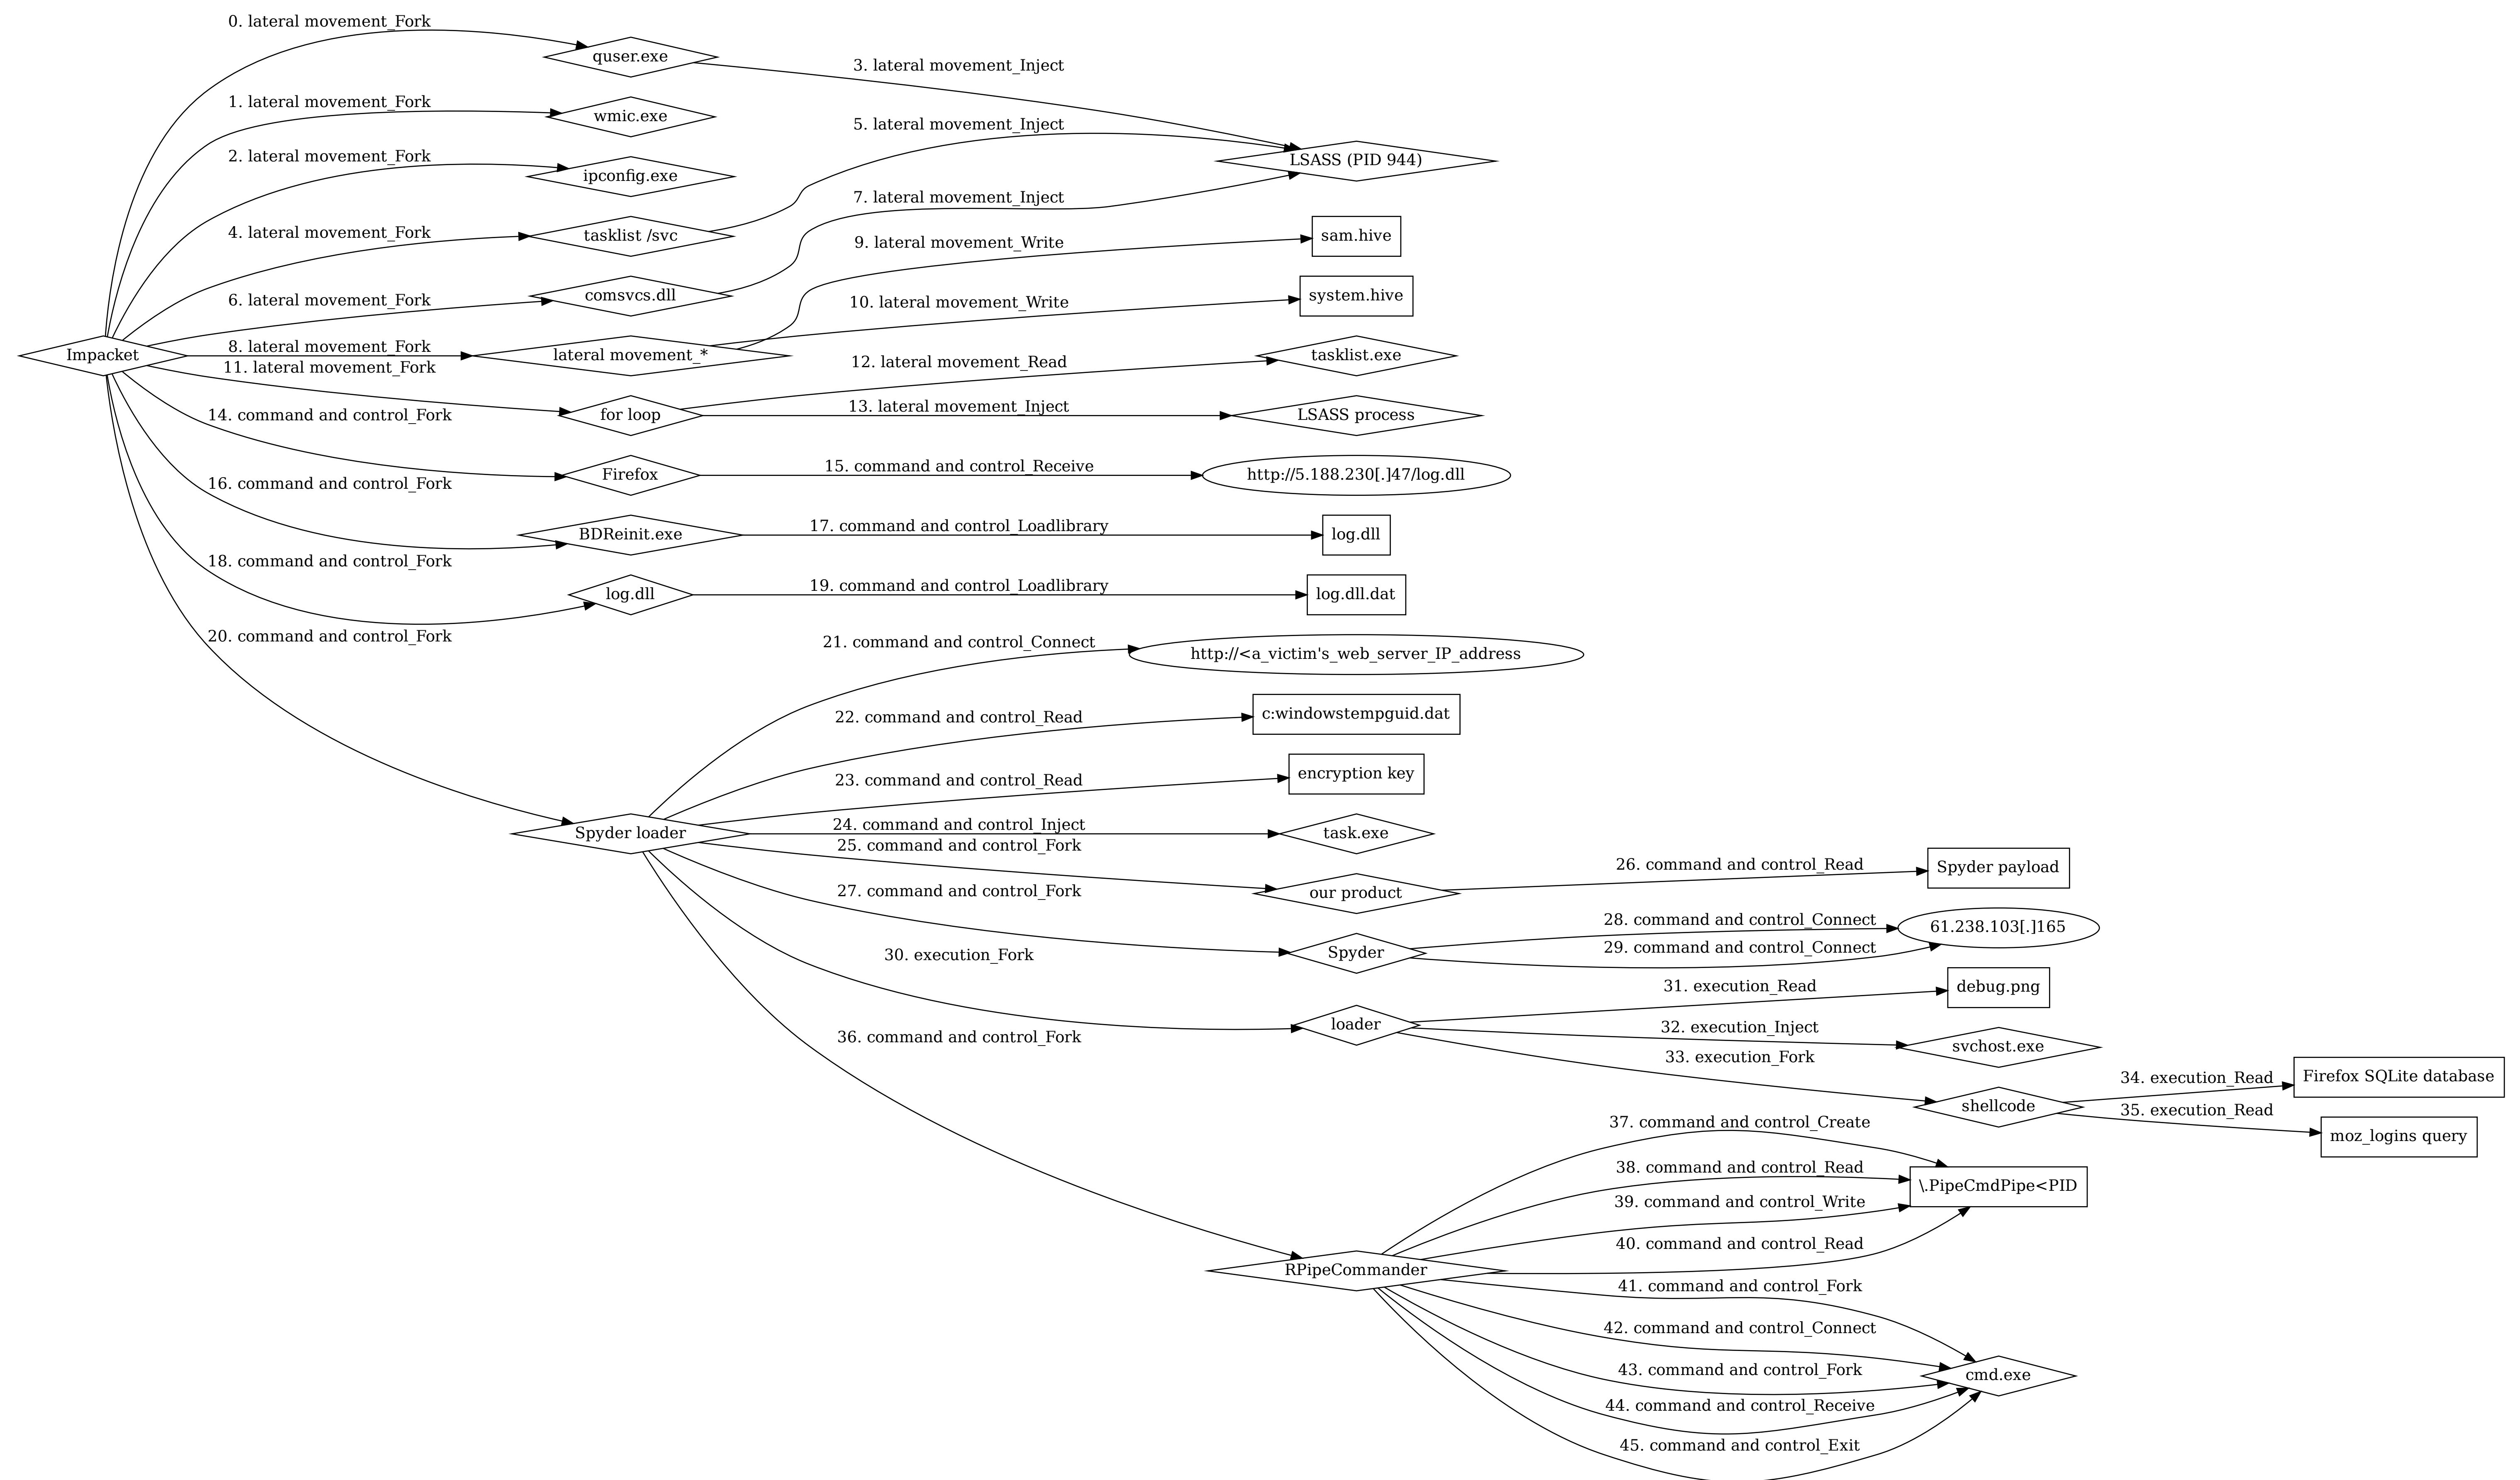 0. lateral movement_Fork
quser.exe
3. lateral movement_Inject
1. lateral movement_Fork
wmic.exe
5. lateral movement_Inject
2. lateral movement_Fork
ipconfig.exe
LSASS (PID 944)
7. lateral movement_Inject
4. lateral movement_Fork
tasklist /svc
9. lateral movement_Write
sam.hive
6. lateral movement_Fork
comsvcs.dll
10. lateral movement_Write
system.hive
Impacket
8. lateral movement_Fork
lateral movement_*
12. lateral movement_Read
tasklist.exe
11. lateral movement_Fork
for loop
13. lateral movement_Inject
LSASS process
14. command and control_Fork
Firefox
15. command and control_Receive
http://5.188.230[.]47/log.dll
16. command and control_Fork
BDReinit.exe
17. command and control_Loadlibrary
log.dll
18. command and control_Fork
log.dll
19. command and control_Loadlibrary
log.dll.dat
20. command and control_Fork
21. command and control_Connect
http://<a_victim's_web_server_IP_address
22. command and control_Read
c:windowstempguid.dat
23. command and control_Read
encryption key
Spyder loader
24. command and control_Inject
task.exe
25. command and control_Fork
our product
26. command and control_Read
Spyder payload
27. command and control_Fork
Spyder
28. command and control_Connect
61.238.103[.]165
29. command and control_Connect
30. execution_Fork
loader
31. execution_Read
debug.png
32. execution_Inject
svchost.exe
33. execution_Fork
shellcode
34. execution_Read
Firefox SQLite database
35. execution_Read
moz_logins query
36. command and control_Fork
RPipeCommander
37. command and control_Create
38. command and control_Read
\.PipeCmdPipe<PID
39. command and control_Write
40. command and control_Read
41. command and control_Fork
42. command and control_Connect
43. command and control_Fork
cmd.exe
44. command and control_Receive
45. command and control_Exit